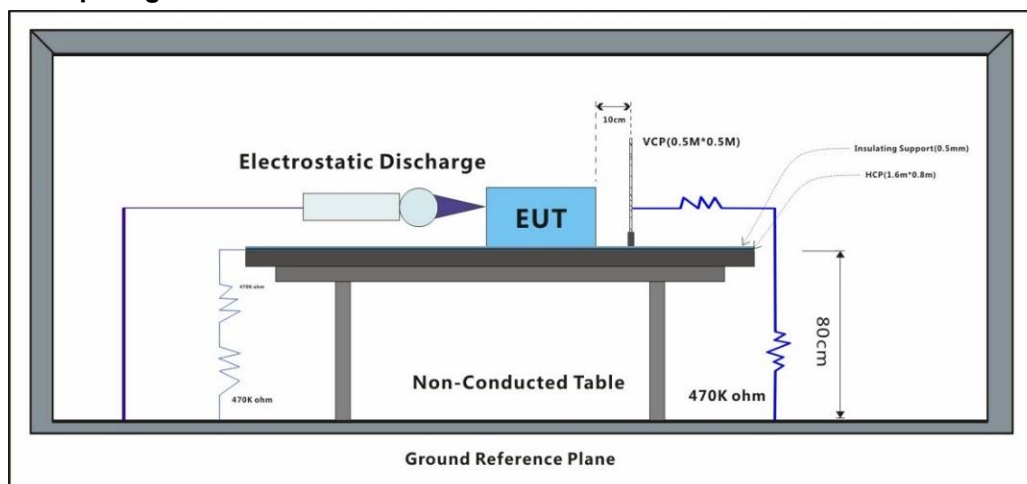 10cm
VCP(0.5M*0.5M)
Insulating Support(0.5mm)
Electrostatic Discharge
HCP(1.6m*0.8m)
EUT
470K ohm
80cm
Non-Conducted Table
470K ohm
470K ohm
Ground Reference Plane